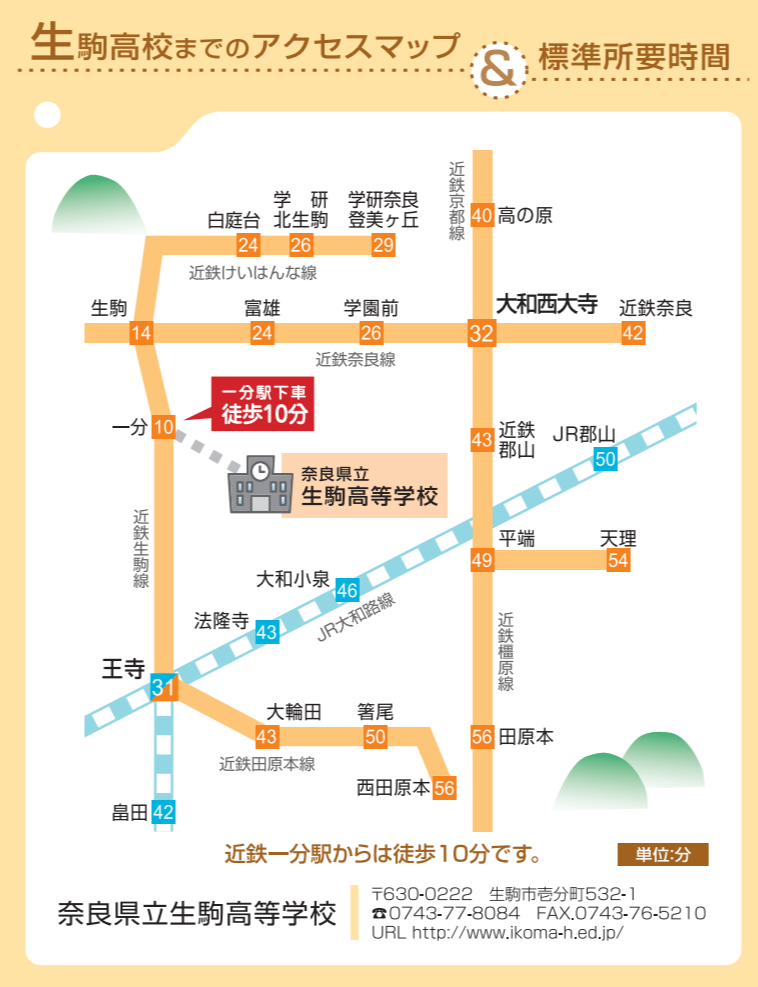 生駒高校までのアクセスマップ & 標準所要時間
近鉄京都線
40 高の原
白庭台
24
学研
北生駒
26
学研奈良
登美ヶ丘
29
近鉄けいはんな線
生駒
14
富雄
24
学園前
26
大和西大寺
32
近鉄奈良
42
近鉄奈良線
一分駅下車
徒歩10分
一分 10
奈良県立
生駒高等学校
43 近鉄
郡山
JR郡山
50
近鉄生駒線
平端
49
天理
54
大和小泉
46
法隆寺
43
JR大和路線
近鉄橿原線
王寺
31
大輪田
43
箸尾
50
近鉄田原本線
西田原本 56
56 田原本
畠田 42
近鉄一分駅からは徒歩10分です。
単位:分
奈良県立生駒高等学校
〒630-0222 生駒市壱分町532-1
☎0743-77-8084 FAX.0743-76-5210
URL http://www.ikoma-h.ed.jp/